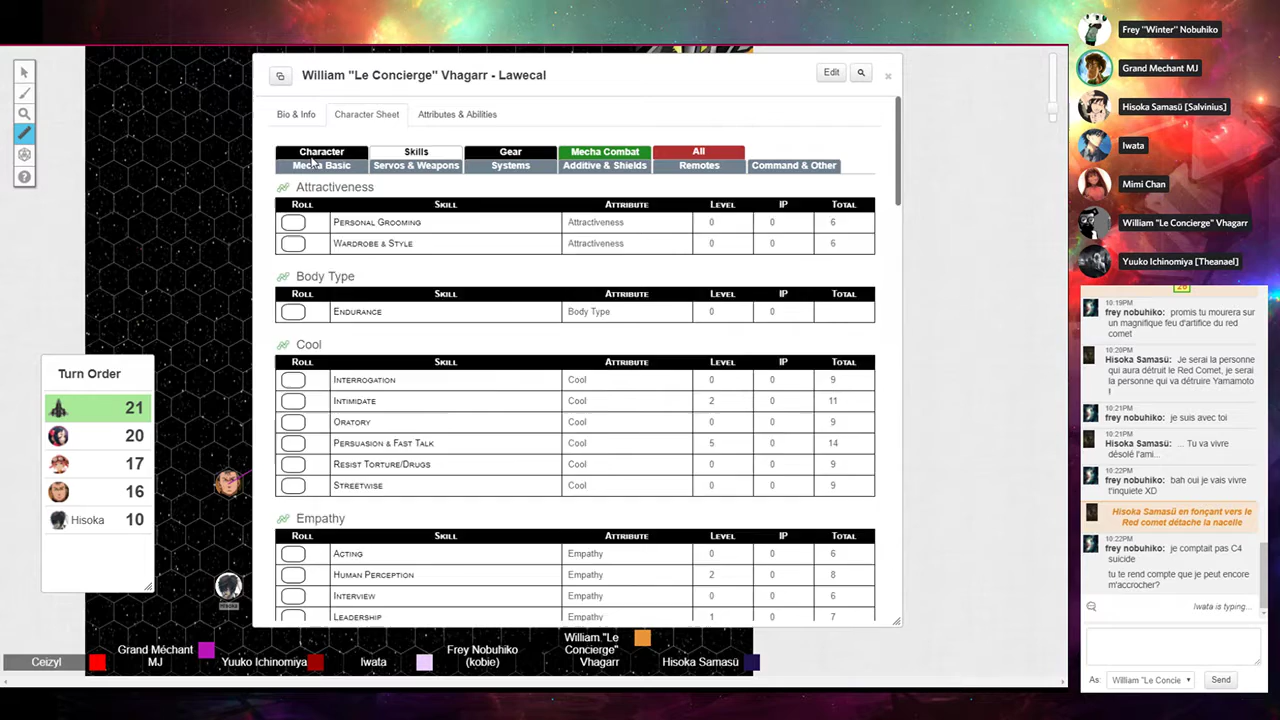 William "Le Concierge" Vhagarr - Lawecal
Edit
Bio & Info
Character Sheet
Attributes & Abilities
Character
Skills
Gear
Mecha Combat
All
Mecha Basic
Servos & Weapons
Systems
Additive & Shields
Remotes
Command & Other
Attractiveness
Roll Skill Attribute Level IP Total
Personal Grooming Attractiveness 0 0 6
Wardrobe & Style Attractiveness 0 0 6
Body Type
Roll Skill Attribute Level IP Total
Endurance Body Type 0 0
Cool
Roll Skill Attribute Level IP Total
Interrogation Cool 0 0 9
Intimidate Cool 2 0 11
Oratory Cool 0 0 9
Persuasion & Fast Talk Cool 5 0 14
Resist Torture/Drugs Cool 0 0 9
Streetwise Cool 0 0 9
Empathy
Roll Skill Attribute Level IP Total
Acting Empathy 0 0 6
Human Perception Empathy 2 0 8
Interview Empathy 0 0 6
Leadership Empathy 1 0 7
Turn Order
21
20
17
16
Hisoka 10
Ceizyl
Grand Méchant
MJ
Yuuko Ichinomiya
Iwata
Frey Nobuhiko
(kobie)
William "Le
Concierge"
Vhagarr
Hisoka Samasū
Frey "Winter" Nobuhiko
Grand Mechant MJ
Hisoka Samasū [Salvinius]
Iwata
Mimi Chan
William "Le Concierge" Vhagarr
Yuuko Ichinomiya [Theanael]
26
10:19PM
frey nobuhiko: promis tu mourera sur
un magnifique feu d'artifice du red
comet
10:20PM
Hisoka Samasū: Je serai la personne
qui aura détruit le Red Comet, je serai
la personne qui va détruire Yamamoto
!
10:21PM
frey nobuhiko: je suis avec toi
10:21PM
Hisoka Samasū: ... Tu va vivre
désolé l'ami...
10:22PM
frey nobuhiko: bah oui je vais vivre
t'inquiete XD
Hisoka Samasū en fonçant vers le
Red comet détache la nacelle
10:22PM
frey nobuhiko: je comptait pas C4
suicide
tu te rend compte que je peut encore
m'accrocher?
Iwata is typing...
As:
William "Le Concie
Send